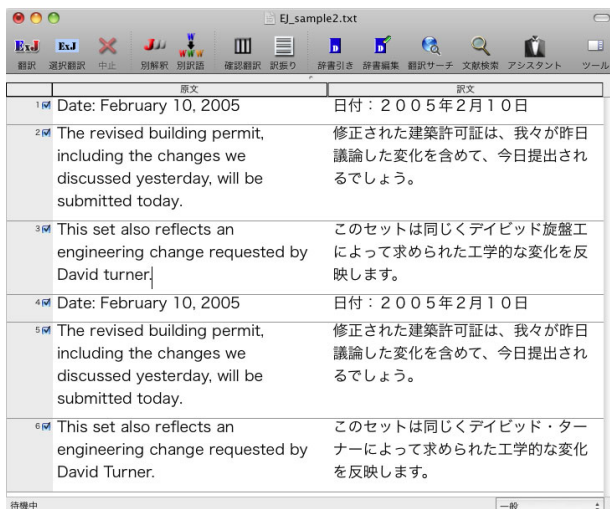 EJ_sample2.txt
ExJ ExJ
翻訳 選択翻訳 中止 別解釈 別訳語 確認翻訳 訳振り 辞書引き 辞書編集 翻訳サーチ 文献検索 アシスタント ツール
原文 訳文
1 Date: February 10, 2005 日付：２００５年２月１０日
2 The revised building permit, 修正された建築許可証は、我々が昨日
including the changes we 議論した変化を含めて、今日提出され
discussed yesterday, will be るでしょう。
submitted today.
3 This set also reflects an このセットは同じくデイビッド旋盤工
engineering change requested by によって求められた工学的な変化を反
David turner. 映します。
4 Date: February 10, 2005 日付：２００５年２月１０日
5 The revised building permit, 修正された建築許可証は、我々が昨日
including the changes we 議論した変化を含めて、今日提出され
discussed yesterday, will be るでしょう。
submitted today.
6 This set also reflects an このセットは同じくデイビッド・ター
engineering change requested by ナーによって求められた工学的な変化
David Turner. を反映します。
待機中 一般